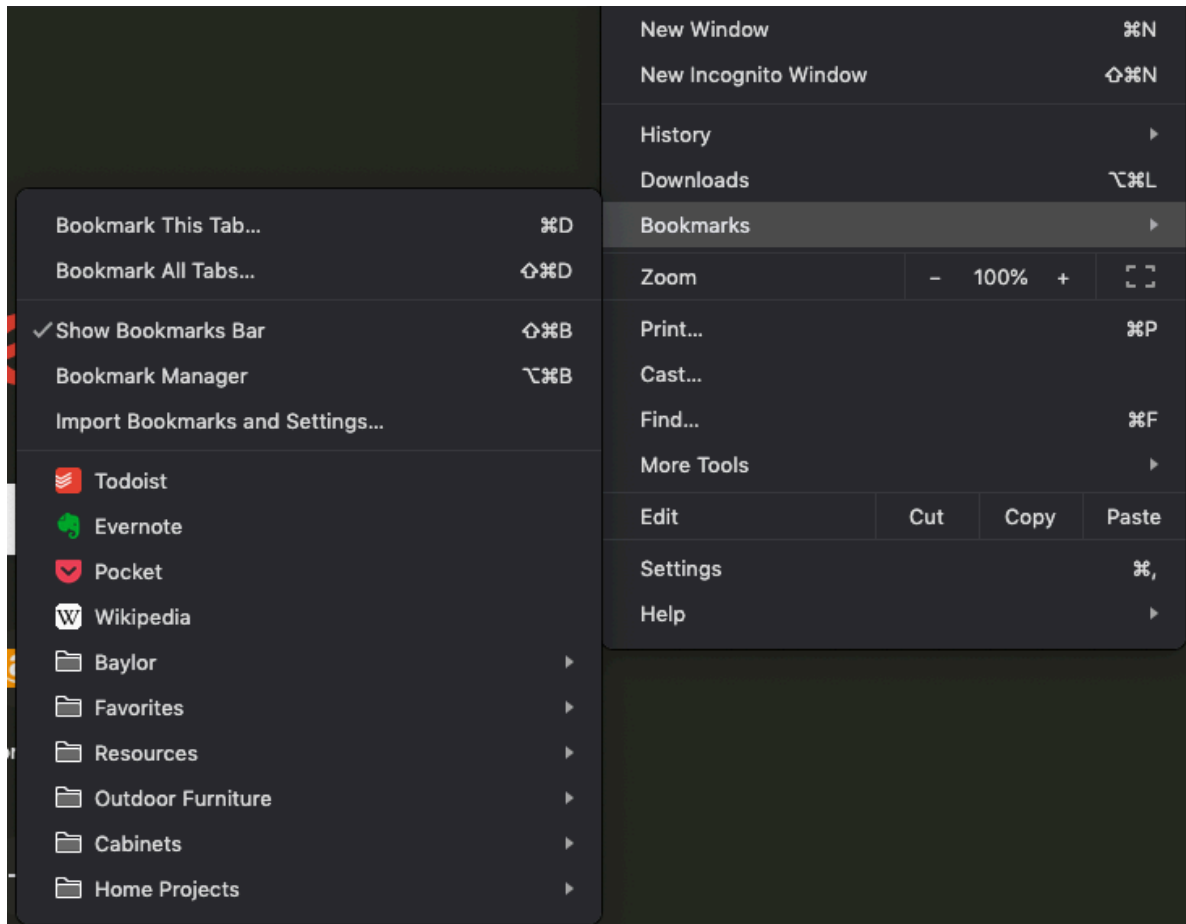 New Window ⌘N
New Incognito Window ⇧⌘N
History
Downloads ⌥⌘L
Bookmarks
Zoom - 100% +
Print... ⌘P
Cast...
Find... ⌘F
More Tools
Edit Cut Copy Paste
Settings ⌘,
Help
Bookmark This Tab... ⌘D
Bookmark All Tabs... ⇧⌘D
✓ Show Bookmarks Bar ⇧⌘B
Bookmark Manager ⌥⌘B
Import Bookmarks and Settings...
Todoist
Evernote
Pocket
W Wikipedia
Baylor
Favorites
Resources
Outdoor Furniture
Cabinets
Home Projects